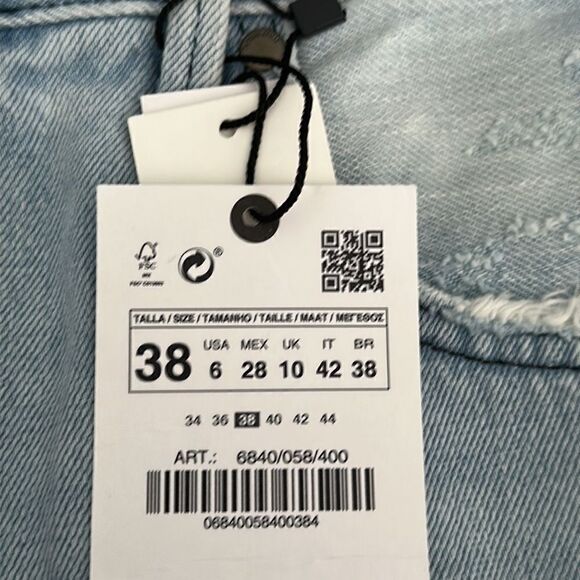 FSC
®
TALLA / SIZE / TAMANHO / TAILLE / MAAT / ΜΕΓΕΘΟΣ
38 USA MEX UK IT BR
6 28 10 42 38
34 36 38 40 42 44
ART.: 6840/058/400
06840058400384